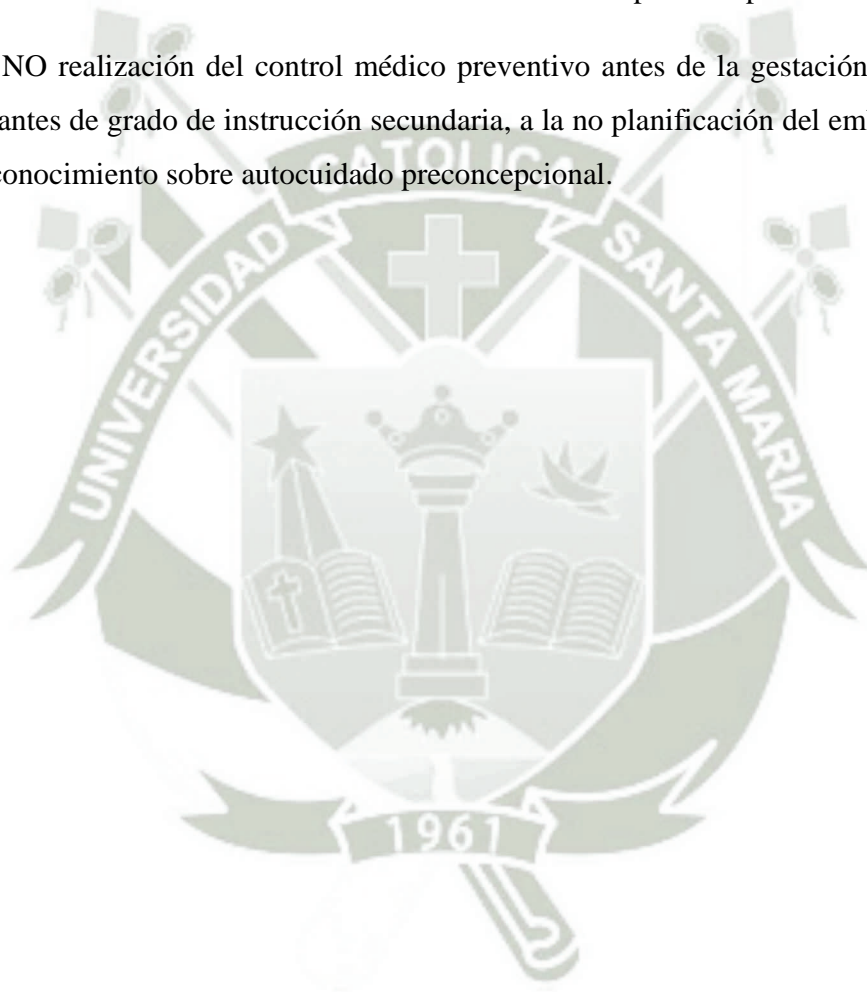 NO realización del control médico preventivo antes de la gestación
antes de grado de instrucción secundaria, a la no planificación del em
conocimiento sobre autocuidado preconcepcional.
UNIVERSIDAD CATOLICA SANTA MARIA
1961